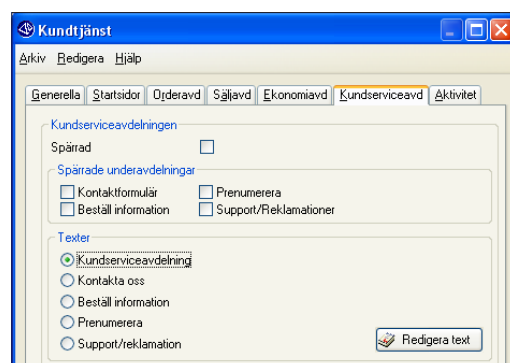 Kundtjänst
Arkiv Redigera Hjälp
Generella Startsidor Orderavd Säljavd Ekonomiavd Kundserviceavd Aktivitet
Kundserviceavdelningen
Spärrad
Spärrade underavdelningar
Kontaktformulär Prenumerera
Beställ information Support/Reklamationer
Texter
Kundserviceavdelning
Kontakta oss
Beställ information
Prenumerera
Support/reklamation Redigera text